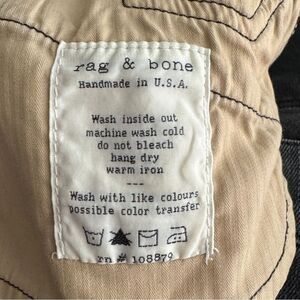 rag & bone
Handmade in U.S.A.
Wash inside out
machine wash cold
do not bleach
hang dry
warm iron
---
Wash with like colours
possible color transfer
rn # 108879